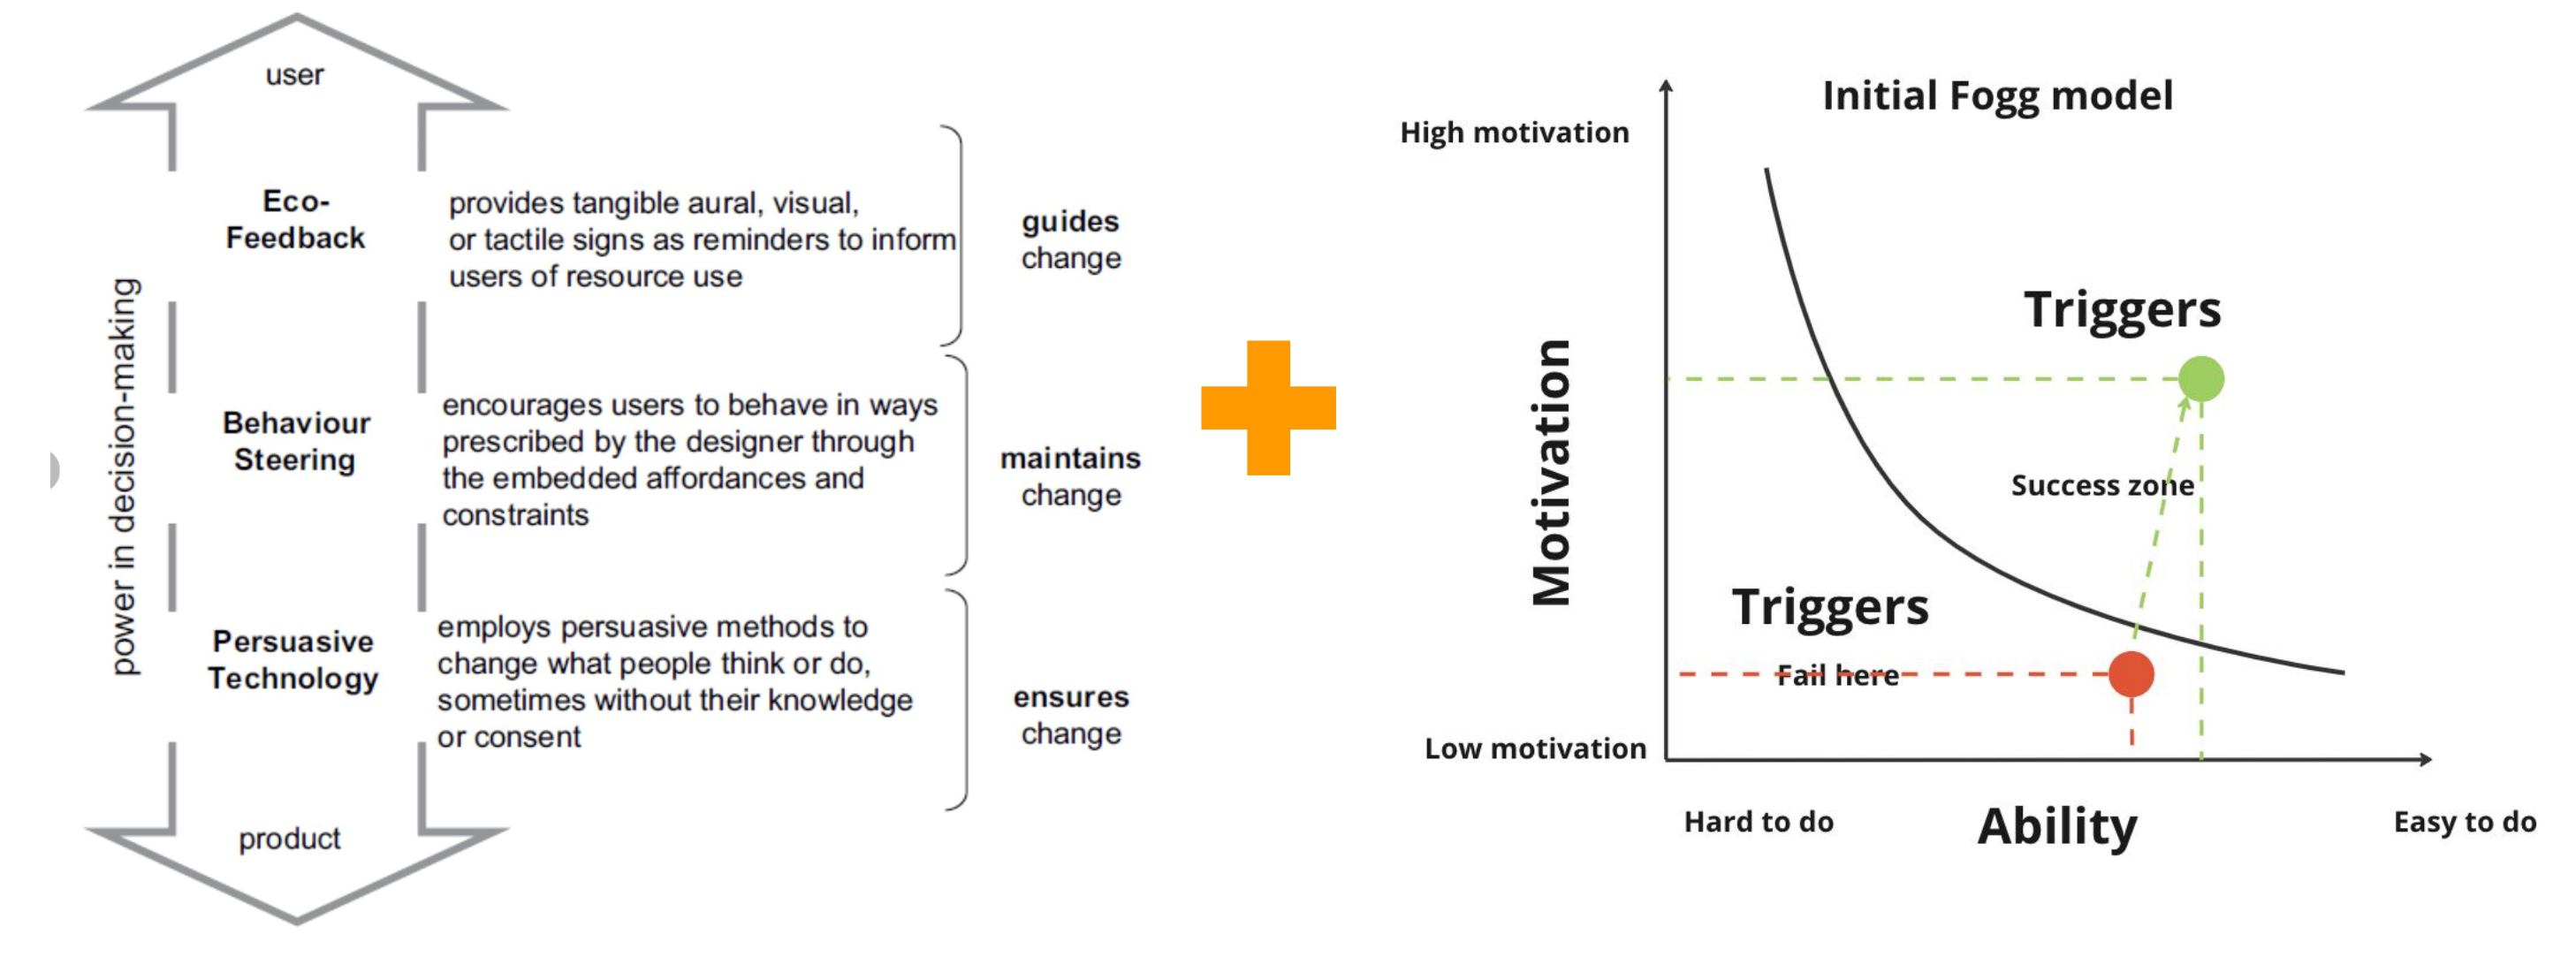 user
power in decision-making
Eco-
Feedback
provides tangible aural, visual,
or tactile signs as reminders to inform
users of resource use
guides
change
Behaviour
Steering
encourages users to behave in ways
prescribed by the designer through
the embedded affordances and
constraints
maintains
change
Persuasive
Technology
employs persuasive methods to
change what people think or do,
sometimes without their knowledge
or consent
ensures
change
product
Initial Fogg model
High motivation
Motivation
Triggers
Success zone
Triggers
Fail here
Low motivation
Hard to do
Ability
Easy to do